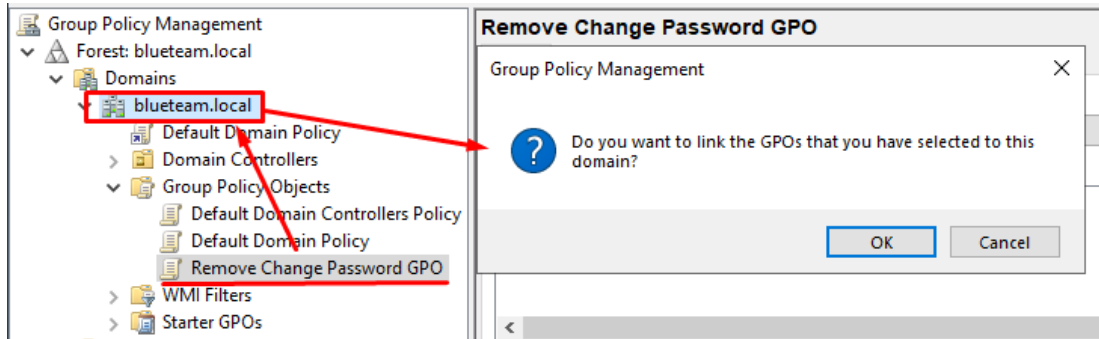 Group Policy Management
Forest: blueteam.local
Domains
blueteam.local
Default Domain Policy
Domain Controllers
Group Policy Objects
Default Domain Controllers Policy
Default Domain Policy
Remove Change Password GPO
WMI Filters
Starter GPOs
Remove Change Password GPO
Group Policy Management
Do you want to link the GPOs that you have selected to this
domain?
OK
Cancel